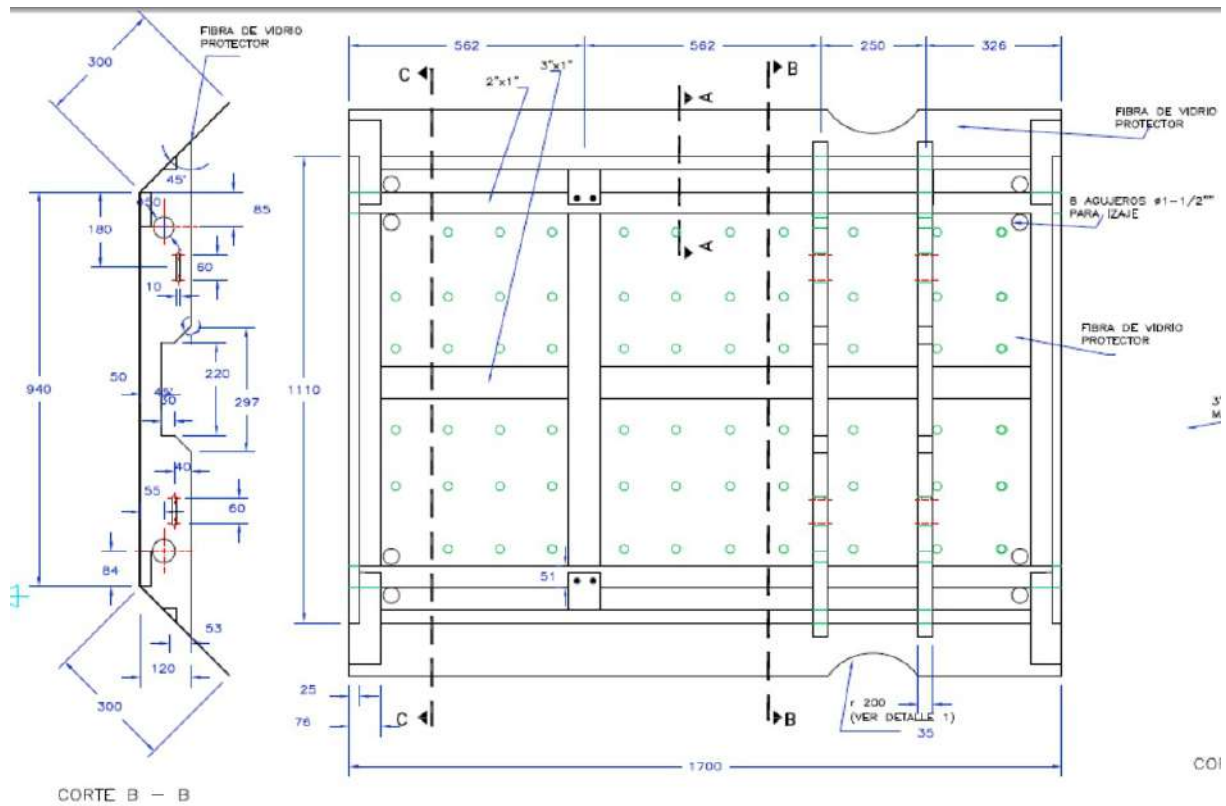 FIBRA DE VIDRIO
PROTECTOR
300
45°
50
180
85
60
10
940
50
45°
30
220
297
40
55
60
84
53
120
300
CORTE B - B
562
562
250
326
C
2"x1"
3"x1"
A
B
A
FIBRA DE VIDRIO
PROTECTOR
8 AGUJEROS ø1-1/2""
PARA IZAJE
FIBRA DE VIDRIO
PROTECTOR
1110
51
25
76
C
B
r 200
(VER DETALLE 1)
35
1700